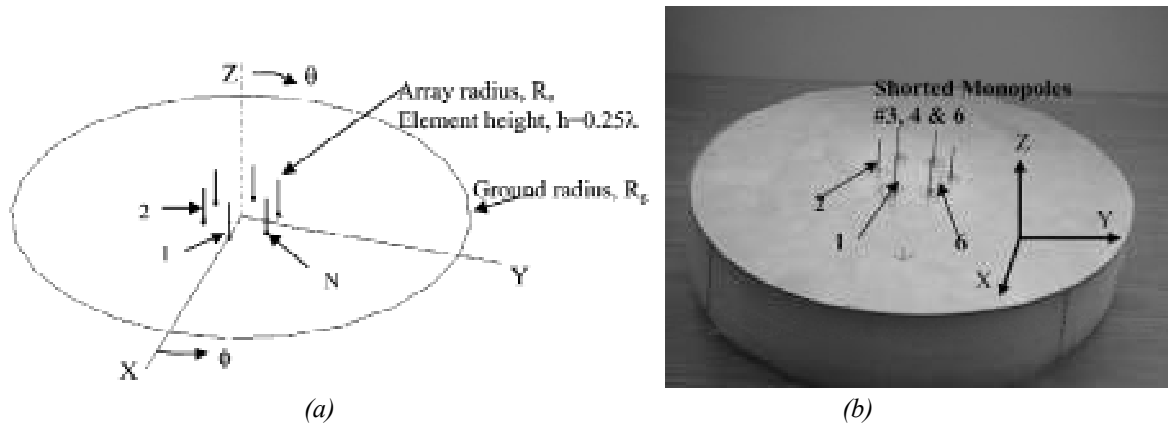 Z θ
Array radius, R,
Element height, h=0.25λ
Ground radius, Rg
2
1
N
Y
X
ϕ
(a)
Shorted Monopoles
#3, 4 & 6
Z
2
1
6
Y
X
(b)